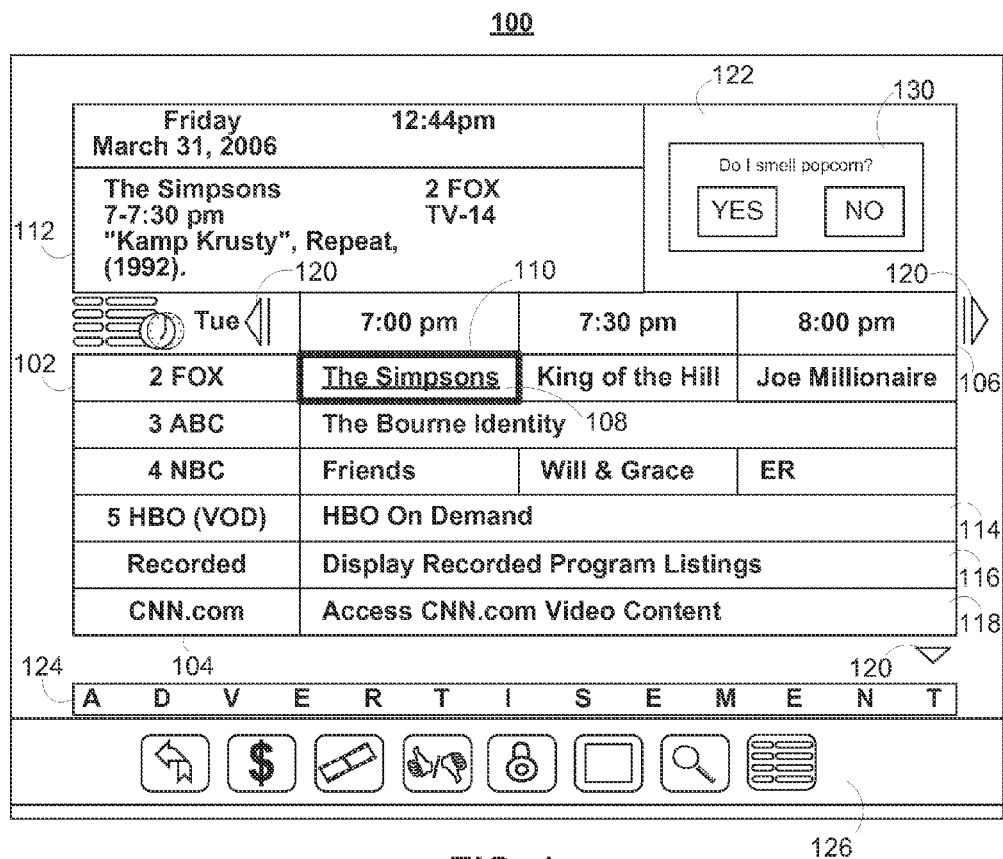 100
122
130
Friday 12:44pm
March 31, 2006
Do I smell popcorn?
YES NO
The Simpsons 2 FOX
7-7:30 pm TV-14
"Kamp Krusty", Repeat,
(1992).
112
120
110
120
Tue 7:00 pm 7:30 pm 8:00 pm
102
2 FOX The Simpsons King of the Hill Joe Millionaire
106
3 ABC The Bourne Identity
108
4 NBC Friends Will & Grace ER
5 HBO (VOD) HBO On Demand
114
Recorded Display Recorded Program Listings
116
CNN.com Access CNN.com Video Content
118
104
120
124
A D V E R T I S E M E N T
$
126